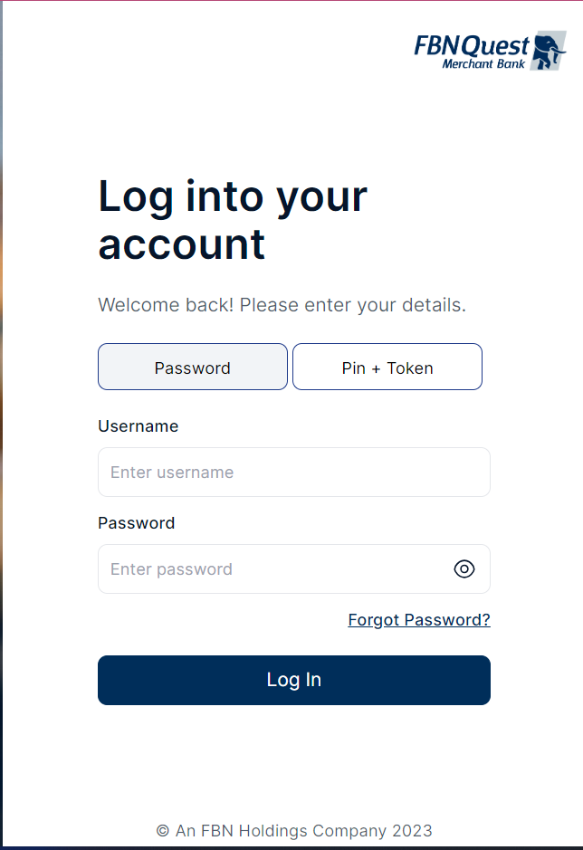 FBNQuest
Merchant Bank
Log into your
account
Welcome back! Please enter your details.
Password
Pin + Token
Username
Enter username
Password
Enter password
Forgot Password?
Log In
© An FBN Holdings Company 2023